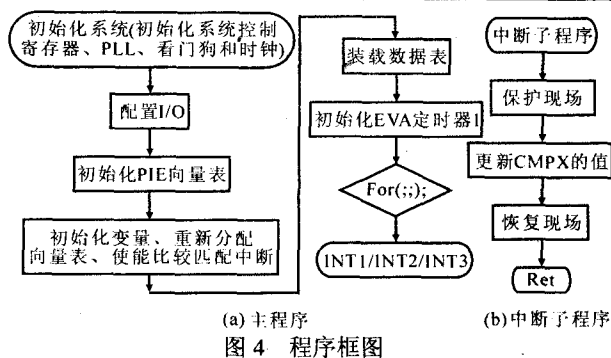 初始化系统(初始化系统控制
寄存器、PLL、看门狗和时钟)
配置I/O
初始化PIE向量表
初始化变量、重新分配
向量表、使能比较匹配中断
装载数据表
初始化EVA定时器1
For(;;);
INT1/INT2/INT3
(a)主程序
中断子程序
保护现场
更新CMPX的值
恢复现场
Ret
(b)中断子程序
图4 程序框图